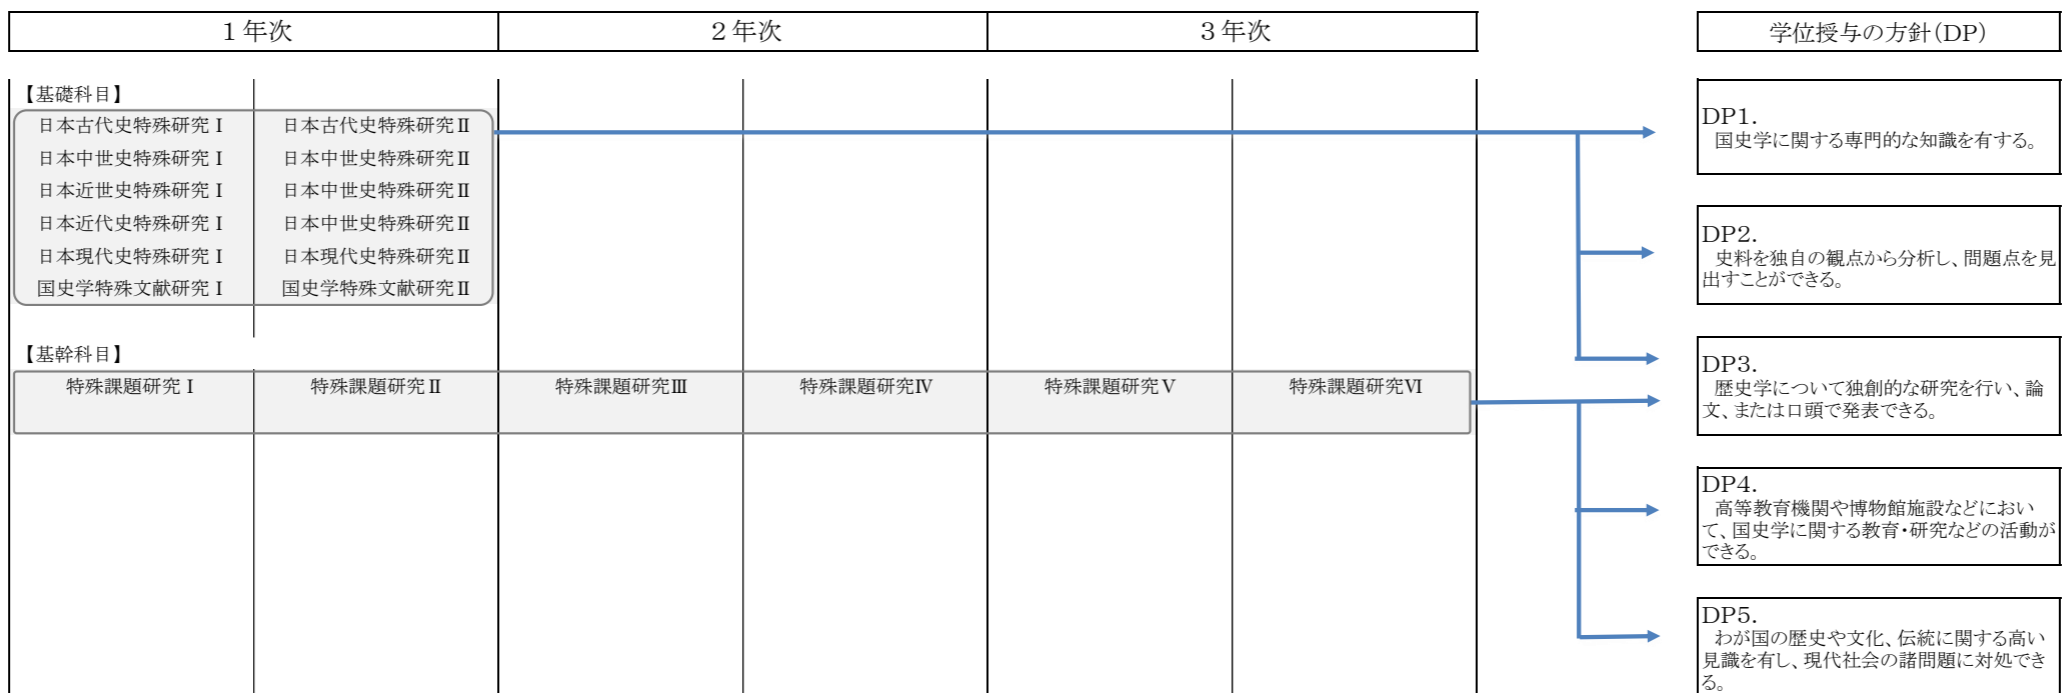 1年次 2年次 3年次 学位授与の方針(DP)
【基礎科目】
日本古代史特殊研究Ⅰ 日本古代史特殊研究Ⅱ
日本中世史特殊研究Ⅰ 日本中世史特殊研究Ⅱ
日本近世史特殊研究Ⅰ 日本中世史特殊研究Ⅱ
日本近代史特殊研究Ⅰ 日本中世史特殊研究Ⅱ
日本現代史特殊研究Ⅰ 日本現代史特殊研究Ⅱ
国史学特殊文献研究Ⅰ 国史学特殊文献研究Ⅱ
【基幹科目】
特殊課題研究Ⅰ 特殊課題研究Ⅱ 特殊課題研究Ⅲ 特殊課題研究Ⅳ 特殊課題研究Ⅴ 特殊課題研究Ⅵ
DP1.
国史学に関する専門的な知識を有する。
DP2.
史料を独自の観点から分析し、問題点を見
出すことができる。
DP3.
歴史学について独創的な研究を行い、論
文、または口頭で発表できる。
DP4.
高等教育機関や博物館施設などにおい
て、国史学に関する教育・研究などの活動が
できる。
DP5.
わが国の歴史や文化、伝統に関する高い
見識を有し、現代社会の諸問題に対処でき
る。